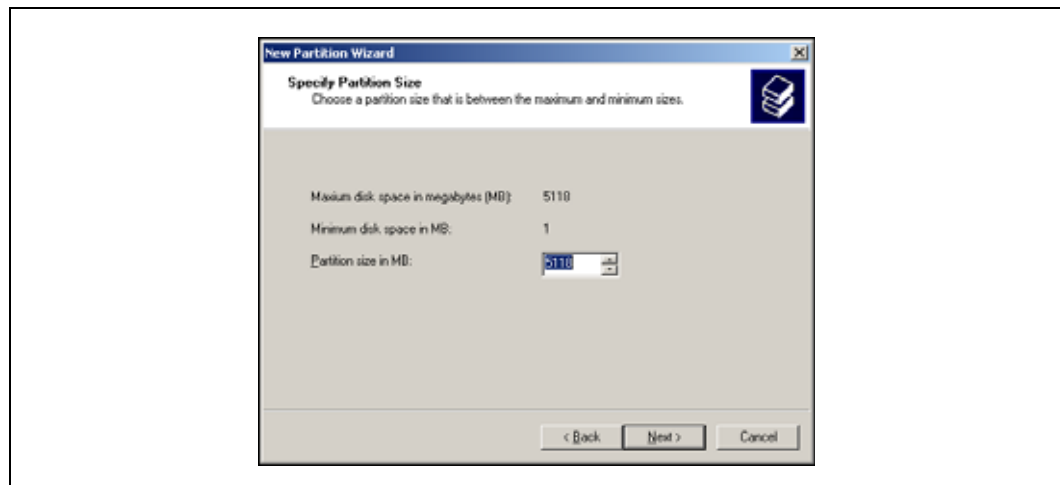 New Partition Wizard
Specify Partition Size
Choose a partition size that is between the maximum and minimum sizes.
Maxium disk space in megabytes (MB): 5118
Minimum disk space in MB: 1
Partition size in MB: 5118
< Back Next > Cancel